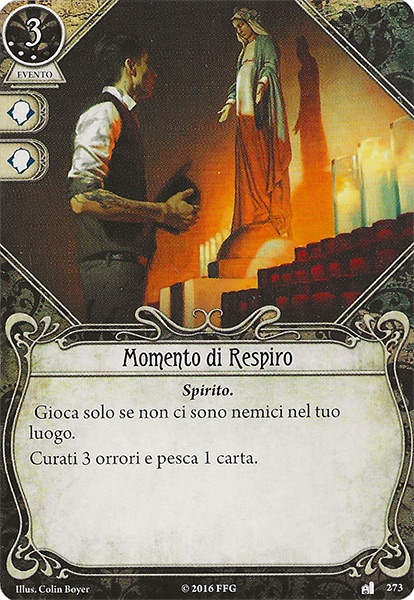 3
EVENTO
Momento di Respiro
Spirito.
Gioca solo se non ci sono nemici nel tuo
luogo.
Curati 3 orrori e pesca 1 carta.
Illus. Colin Boyer
© 2016 FFG
273